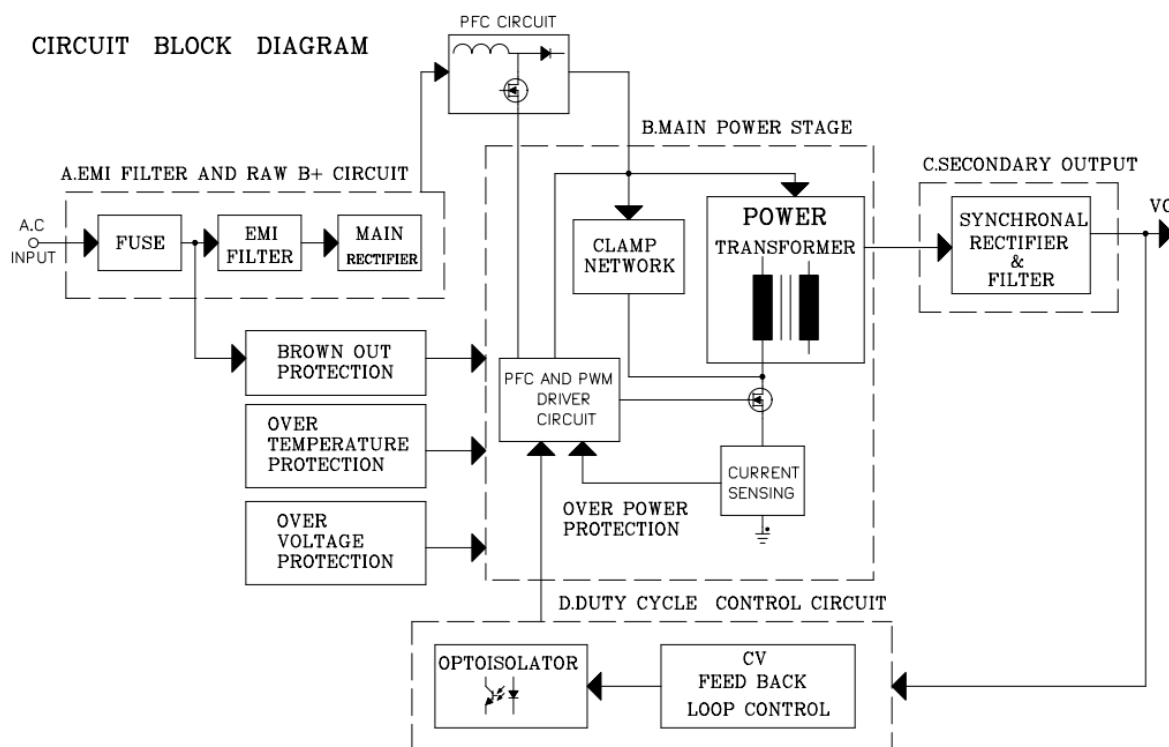 CIRCUIT BLOCK DIAGRAM
PFC CIRCUIT
B.MAIN POWER STAGE
A.EMI FILTER AND RAW B+ CIRCUIT
C.SECONDARY OUTPUT
A.C
INPUT
FUSE
EMI
FILTER
MAIN
RECTIFIER
CLAMP
NETWORK
POWER
TRANSFORMER
SYNCHRONAL
RECTIFIER
&
FILTER
BROWN OUT
PROTECTION
PFC AND PWM
DRIVER
CIRCUIT
OVER
TEMPERATURE
PROTECTION
CURRENT
SENSING
OVER POWER
PROTECTION
OVER
VOLTAGE
PROTECTION
D.DUTY CYCLE CONTROL CIRCUIT
OPTOISOLATOR
CV
FEED BACK
LOOP CONTROL